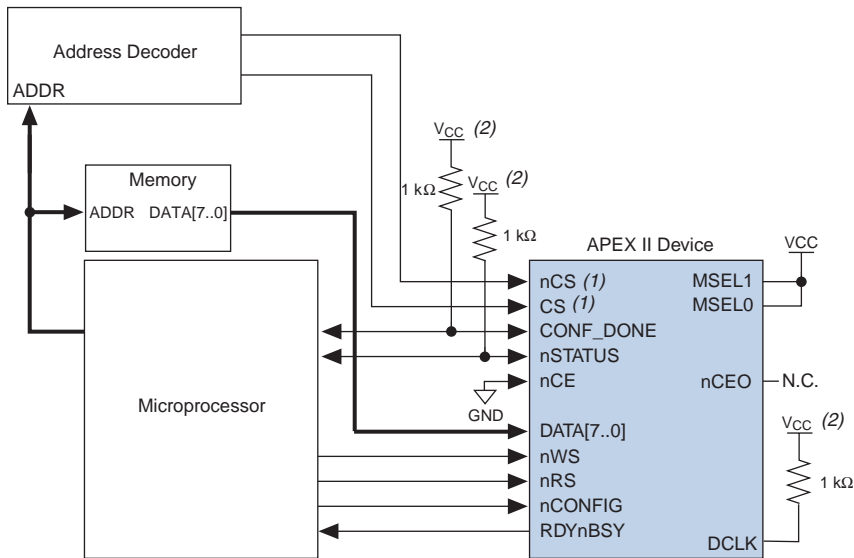 Address Decoder
ADDR
VCC (2)
Memory
1 kΩ
VCC (2)
ADDR DATA[7..0]
1 kΩ
APEX II Device
VCC
nCS (1)
MSEL1
CS (1)
MSEL0
CONF_DONE
nSTATUS
nCE
nCEO
N.C.
Microprocessor
GND
VCC (2)
DATA[7..0]
nWS
nRS
1 kΩ
nCONFIG
RDYnBSY
DCLK